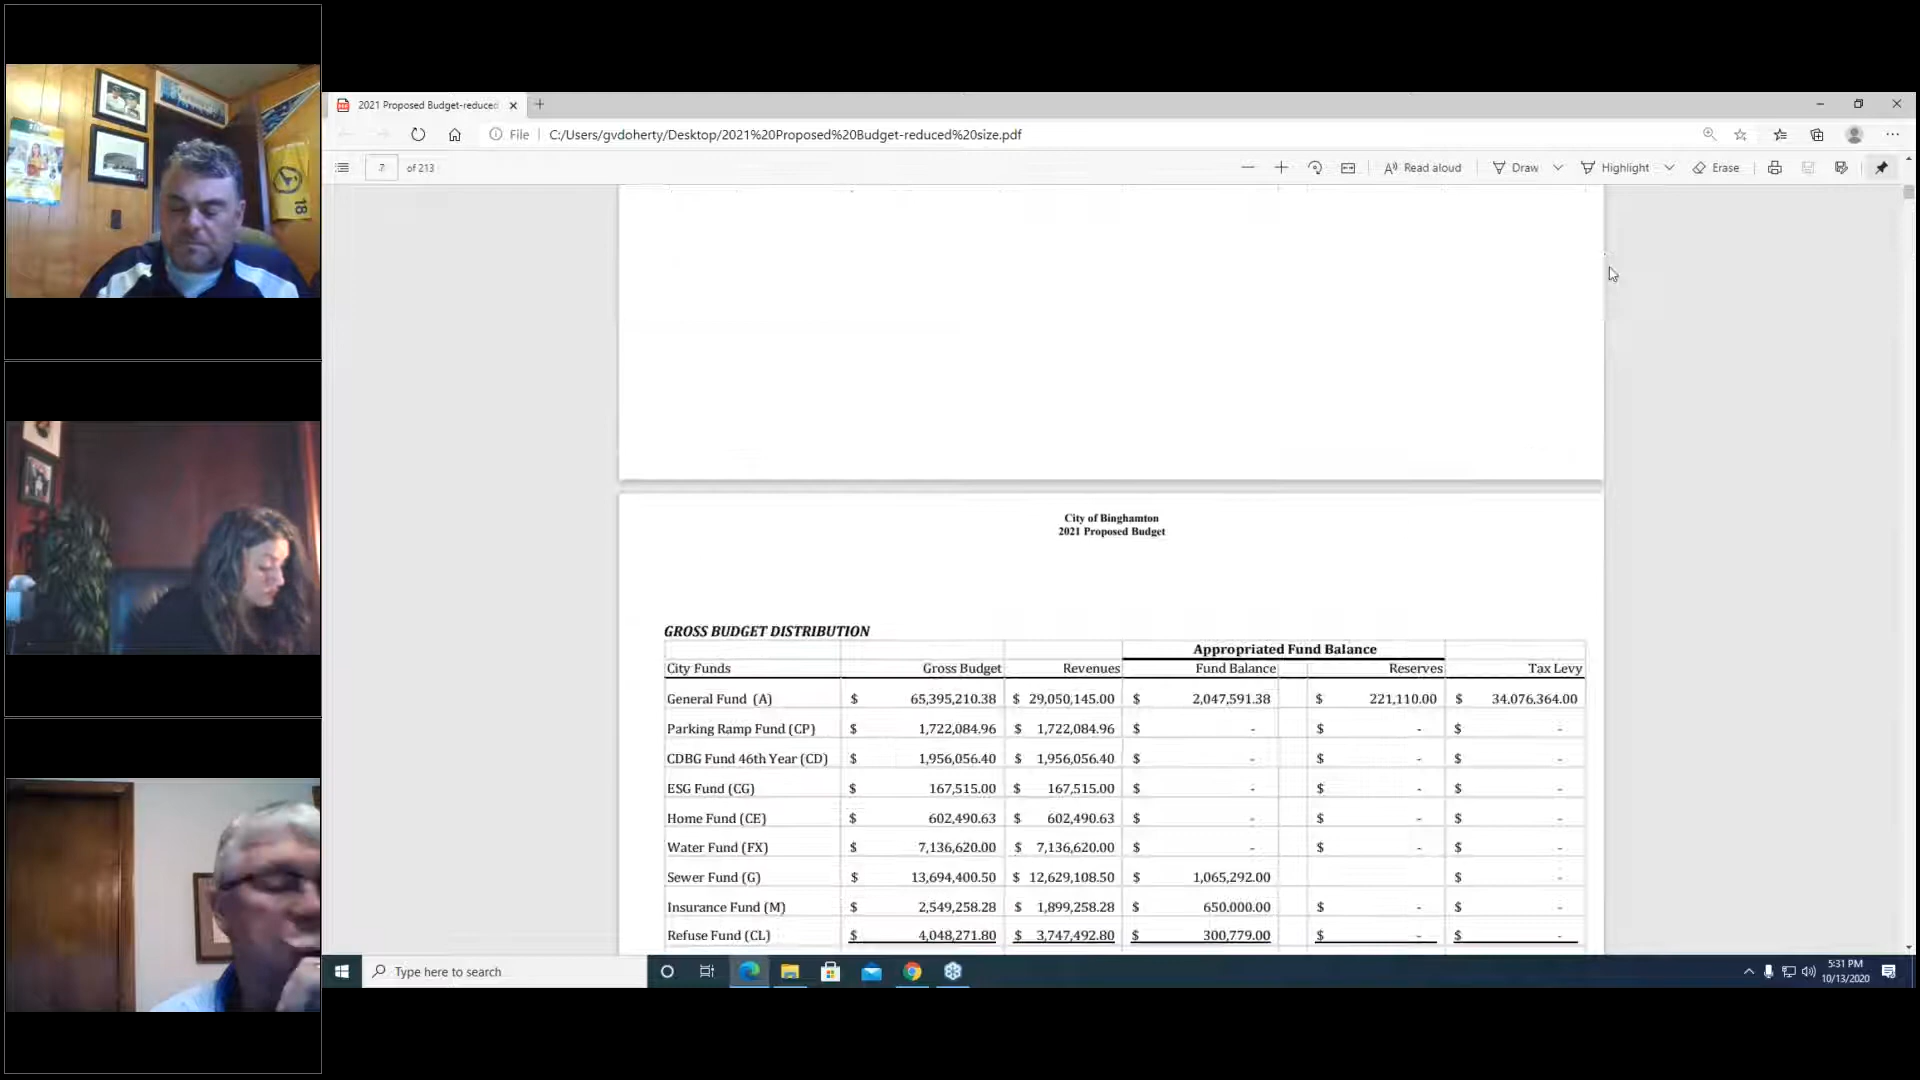 2021 Proposed Budget-reduced
File C:/Users/gvdoherty/Desktop/2021%20Proposed%20Budget-reduced%20size.pdf
7 of 213 Read aloud Draw Highlight Erase
18
City of Binghamton
2021 Proposed Budget
GROSS BUDGET DISTRIBUTION
Appropriated Fund Balance
City Funds Gross Budget Revenues Fund Balance Reserves Tax Levy
General Fund (A) $ 65,395,210.38 $ 29,050,145.00 $ 2,047,591.38 $ 221,110.00 $ 34.076,364.00
Parking Ramp Fund (CP) $ 1,722,084.96 $ 1,722,084.96 $ - $ - $ -
CDBG Fund 46th Year (CD) $ 1,956,056.40 $ 1,956,056.40 $ - $ - $ -
ESG Fund (CG) $ 167,515.00 $ 167,515.00 $ - $ - $ -
Home Fund (CE) $ 602,490.63 $ 602,490.63 $ - $ - $ -
Water Fund (FX) $ 7,136,620.00 $ 7,136,620.00 $ - $ - $ -
Sewer Fund (G) $ 13,694,400.50 $ 12,629,108.50 $ 1,065,292.00 $ -
Insurance Fund (M) $ 2,549,258.28 $ 1,899,258.28 $ 650.000.00 $ - $ -
Refuse Fund (CL) $ 4,048,271.80 $ 3,747,492.80 $ 300,779.00 $ - $ -
Type here to search
5:31 PM
10/13/2020